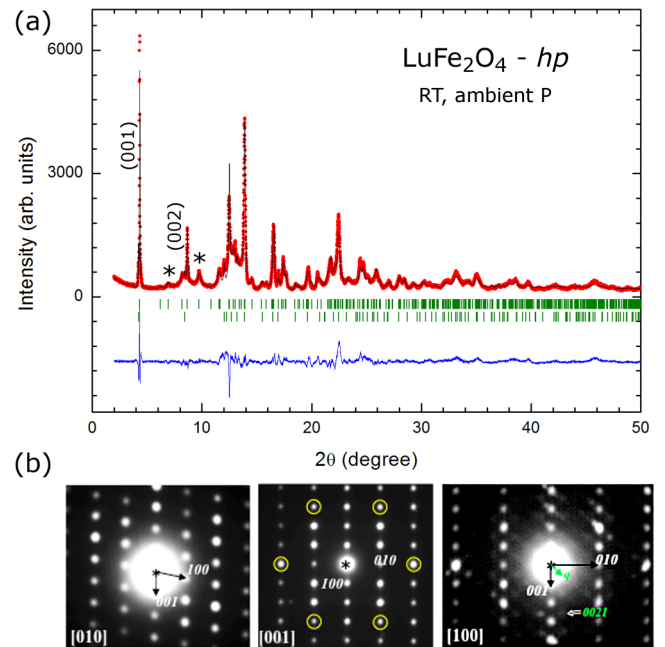 (a)
LuFe₂O₄ - hp
RT, ambient P
Intensity (arb. units)
6000
3000
0
(001)
*
(002)
*
0 10 20 30 40 50
2θ (degree)
(b)
100
001
[010]
*
010
100
[001]
010
q
001
0021
[100]